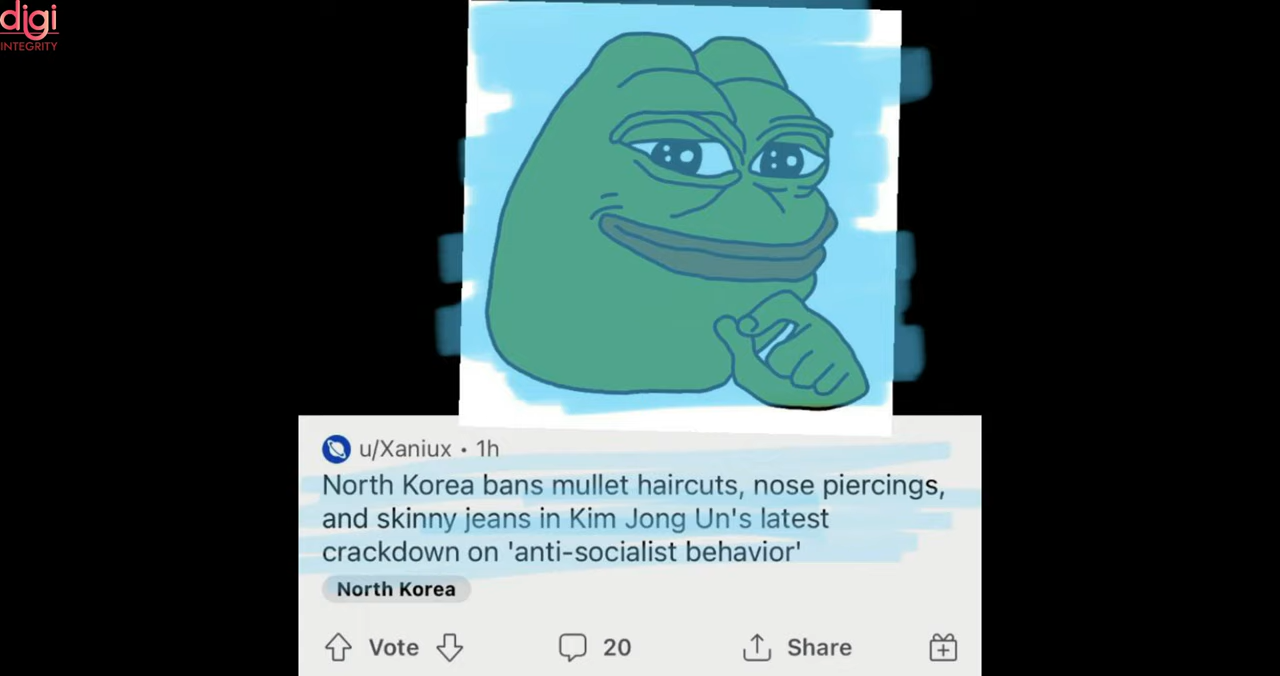 digi
INTEGRITY
u/Xaniux • 1h
North Korea bans mullet haircuts, nose piercings,
and skinny jeans in Kim Jong Un's latest
crackdown on 'anti-socialist behavior'
North Korea
Vote 20 Share